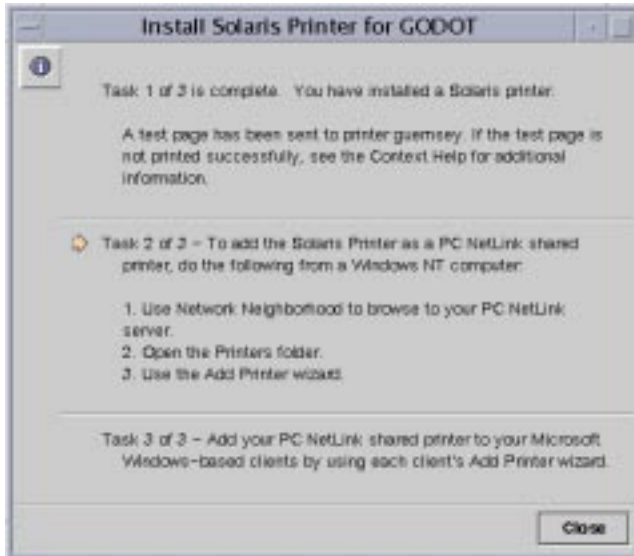 Install Solaris Printer for GODOT
Task 1 of 3 is complete. You have installed a Solaris printer.
A test page has been sent to printer guernsey. If the test page is
not printed successfully, see the Context Help for additional
information.
Task 2 of 3 – To add the Solaris Printer as a PC NetLink shared
printer, do the following from a Windows NT computer:
1. Use Network Neighborhood to browse to your PC NetLink
server.
2. Open the Printers folder.
3. Use the Add Printer wizard.
Task 3 of 3 – Add your PC NetLink shared printer to your Microsoft
Windows-based clients by using each client's Add Printer wizard.
Close